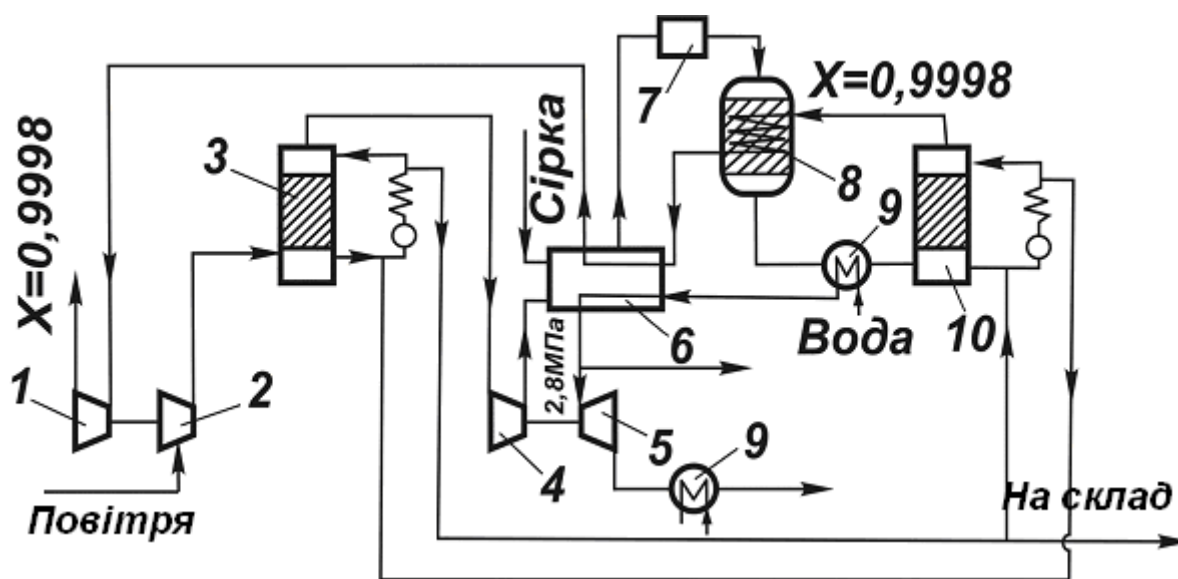 7
X=0,9998
X=0,9998
3
Сірка
8
9
6
10
Вода
2,8МПа
1
2
5
4
9
На склад
Повітря